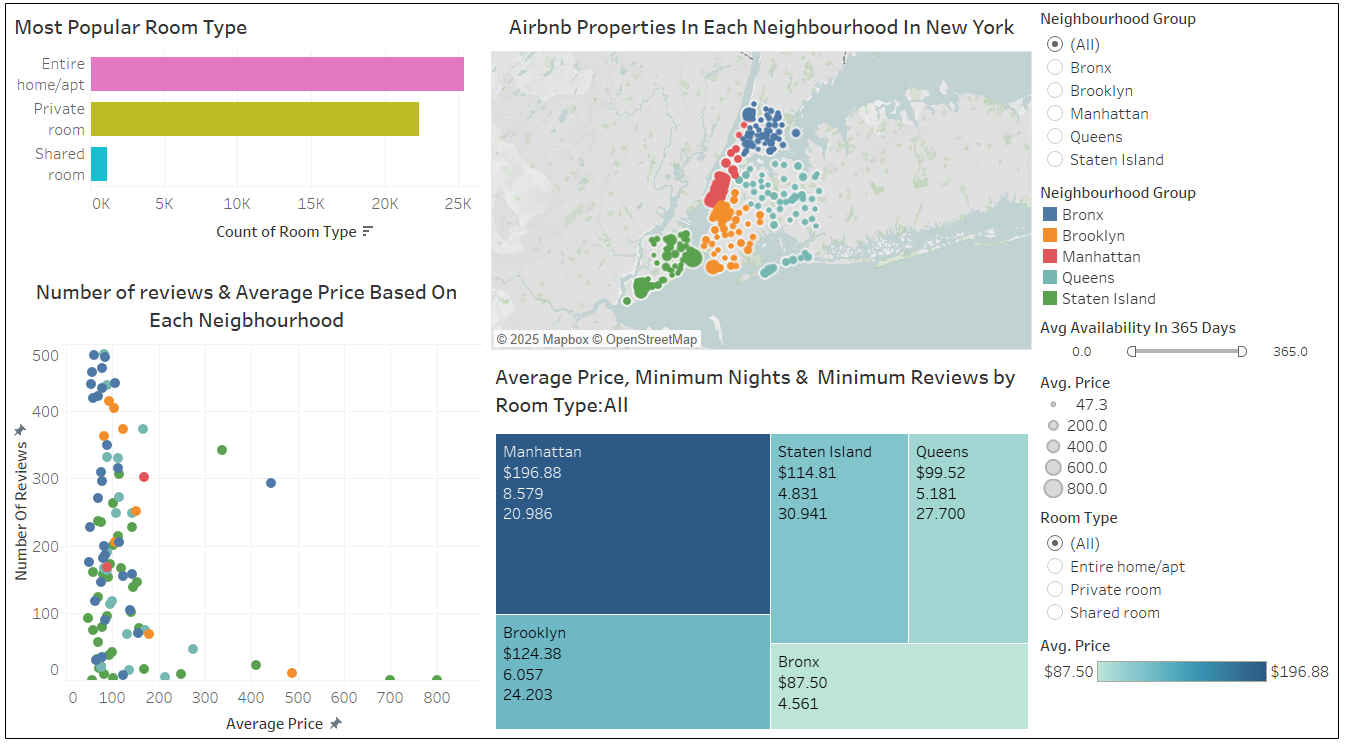 Most Popular Room Type
Entire
home/apt
Private
room
Shared
room
0K
5K
10K
15K
20K
25K
Count of Room Type
Number of reviews & Average Price Based On
Each Neigbhourhood
Number Of Reviews
500
400
300
200
100
0
0
100
200
300
400
500
600
700
800
Average Price
Airbnb Properties In Each Neighbourhood In New York
© 2025 Mapbox © OpenStreetMap
Average Price, Minimum Nights &  Minimum Reviews by
Room Type:All
Manhattan
$196.88
8.579
20.986
Brooklyn
$124.38
6.057
24.203
Staten Island
$114.81
4.831
30.941
Queens
$99.52
5.181
27.700
Bronx
$87.50
4.561
Neighbourhood Group
(All)
Bronx
Brooklyn
Manhattan
Queens
Staten Island
Neighbourhood Group
Bronx
Brooklyn
Manhattan
Queens
Staten Island
Avg Availability In 365 Days
0.0
365.0
Avg. Price
47.3
200.0
400.0
600.0
800.0
Room Type
(All)
Entire home/apt
Private room
Shared room
Avg. Price
$87.50
$196.88